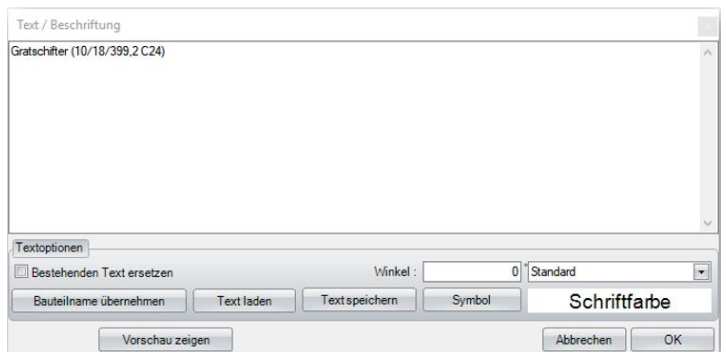 Text / Beschriftung
Gratschifter (10/18/399,2 C24)
Textoptionen
Bestehenden Text ersetzen
Winkel :
0
°
Standard
Bauteilname übernehmen
Text laden
Text speichern
Symbol
Schriftfarbe
Vorschau zeigen
Abbrechen
OK